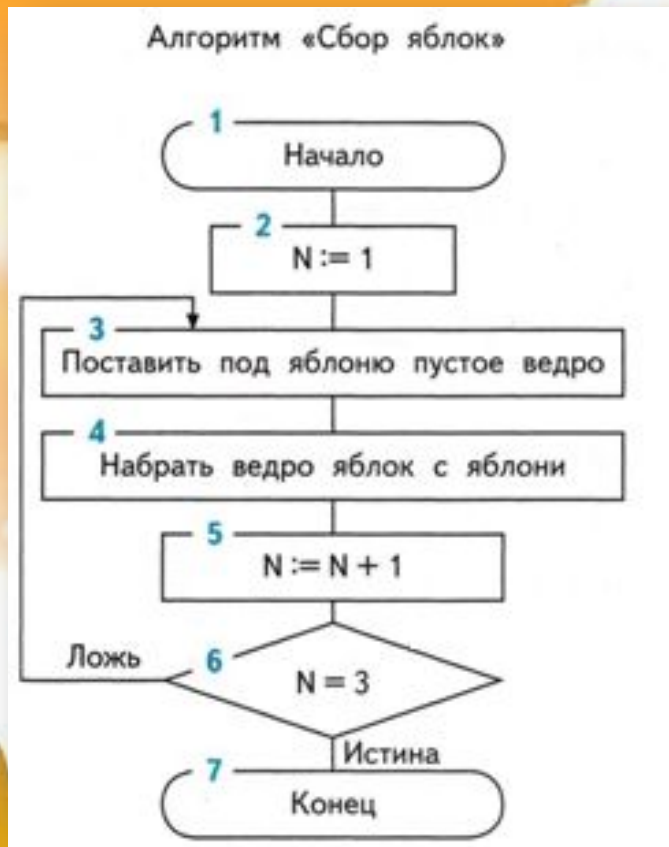 Алгоритм «Сбор яблок»
1
Начало
2
N := 1
3
Поставить под яблоню пустое ведро
4
Набрать ведро яблок с яблони
5
N := N + 1
Ложь
6
N = 3
Истина
7
Конец